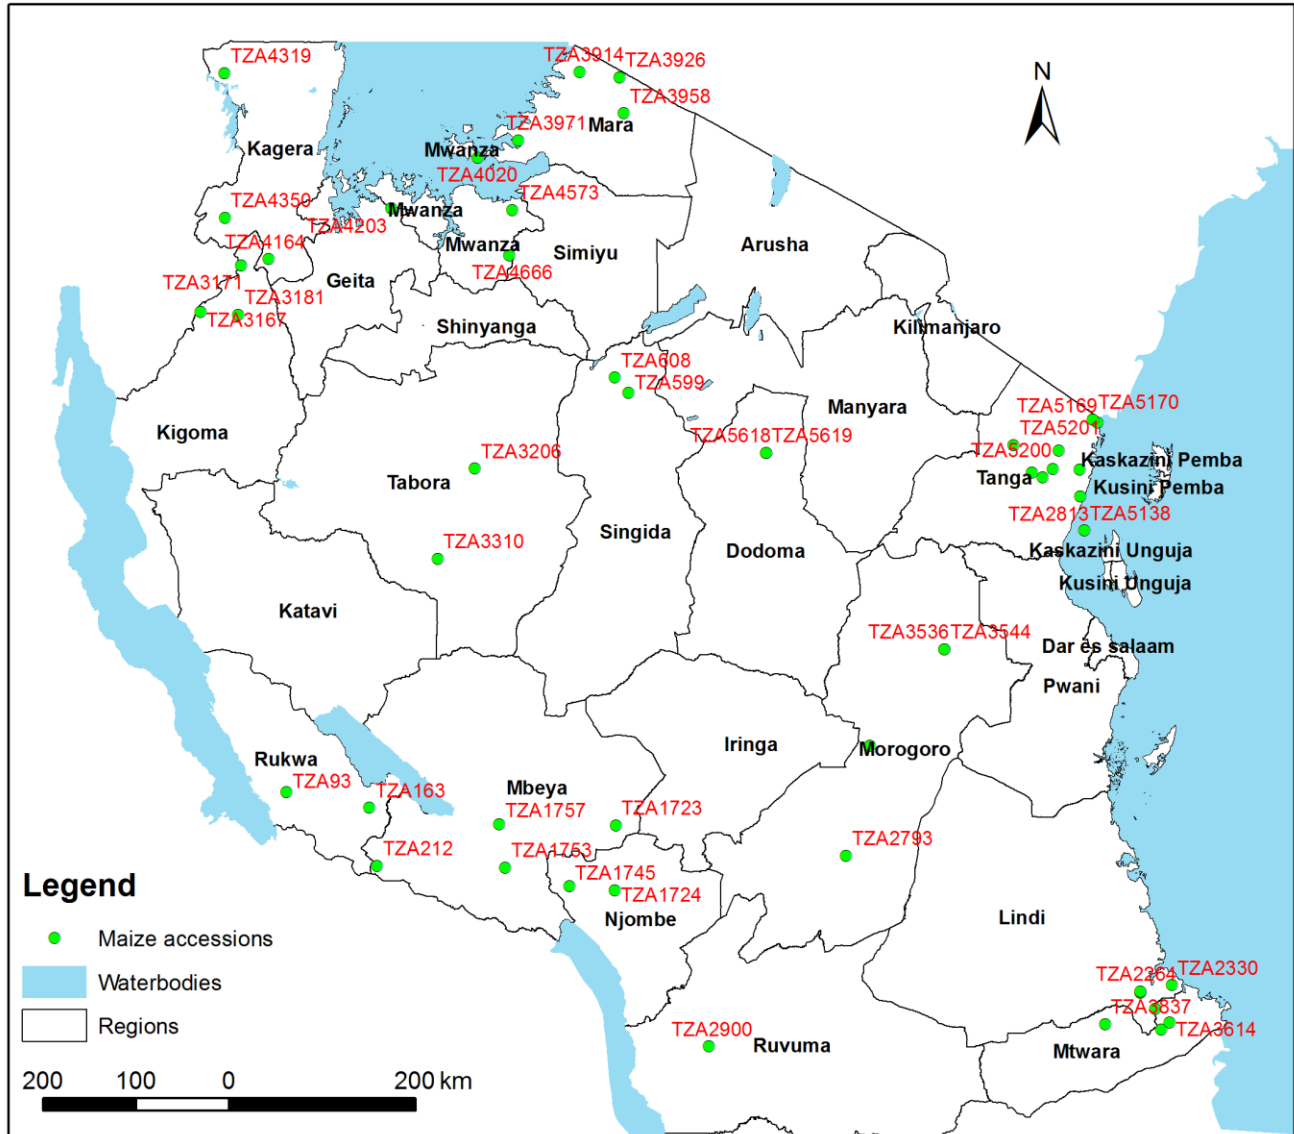 N
TZA4319
TZA3914
TZA3926
TZA3958
Mara
TZA3971
Kagera
Mwanza
TZA4020
TZA4350
TZA4203
Mwanza
TZA4573
TZA4164
Mwanza
Simiyu
Arusha
TZA4666
TZA3171
Geita
TZA3181
TZA3167
Shinyanga
Kilimanjaro
TZA608
TZA599
Manyara
TZA5169
TZA5170
TZA5201
Kigoma
TZA5618
TZA5619
TZA5200
Kaskazini Pemba
TZA3206
Tabora
Tanga
Kusini Pemba
TZA2813
TZA5138
Singida
Dodoma
Kaskazini Unguja
TZA3310
Kusini Unguja
Katavi
TZA3536
TZA3544
Dar es salaam
Pwani
Iringa
Morogoro
Rukwa
TZA93
TZA163
Mbeya
TZA1757
TZA1723
TZA212
TZA1753
TZA2793
TZA1745
TZA1724
Njombe
Lindi
TZA2264
TZA2330
TZA3837
TZA3614
TZA2900
Ruvuma
Mtwara
Legend
Maize accessions
Waterbodies
Regions
200 100 0 200 km